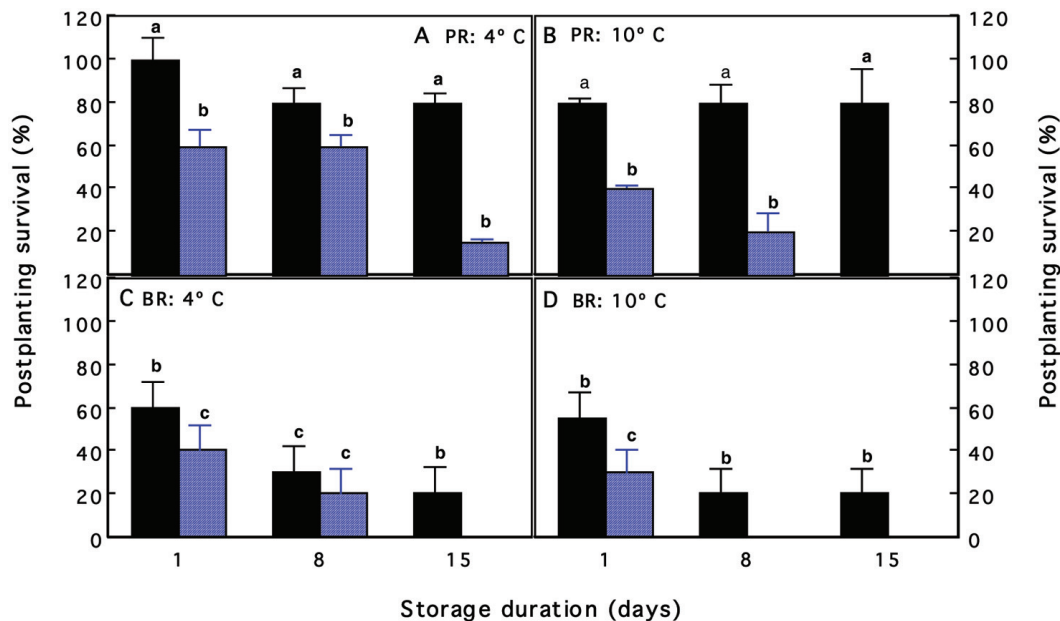 Postplanting survival (%)
120
100
80
60
40
20
A PR: 4° C
a
b
a
b
a
b
B PR: 10° C
a
b
a
b
a
120
100
80
60
40
20
Postplanting survival (%)
120
100
80
60
40
20
0
C BR: 4° C
b
c
c
c
b
D BR: 10° C
b
c
b
b
120
100
80
60
40
20
0
1 8 15
1 8 15
Storage duration (days)